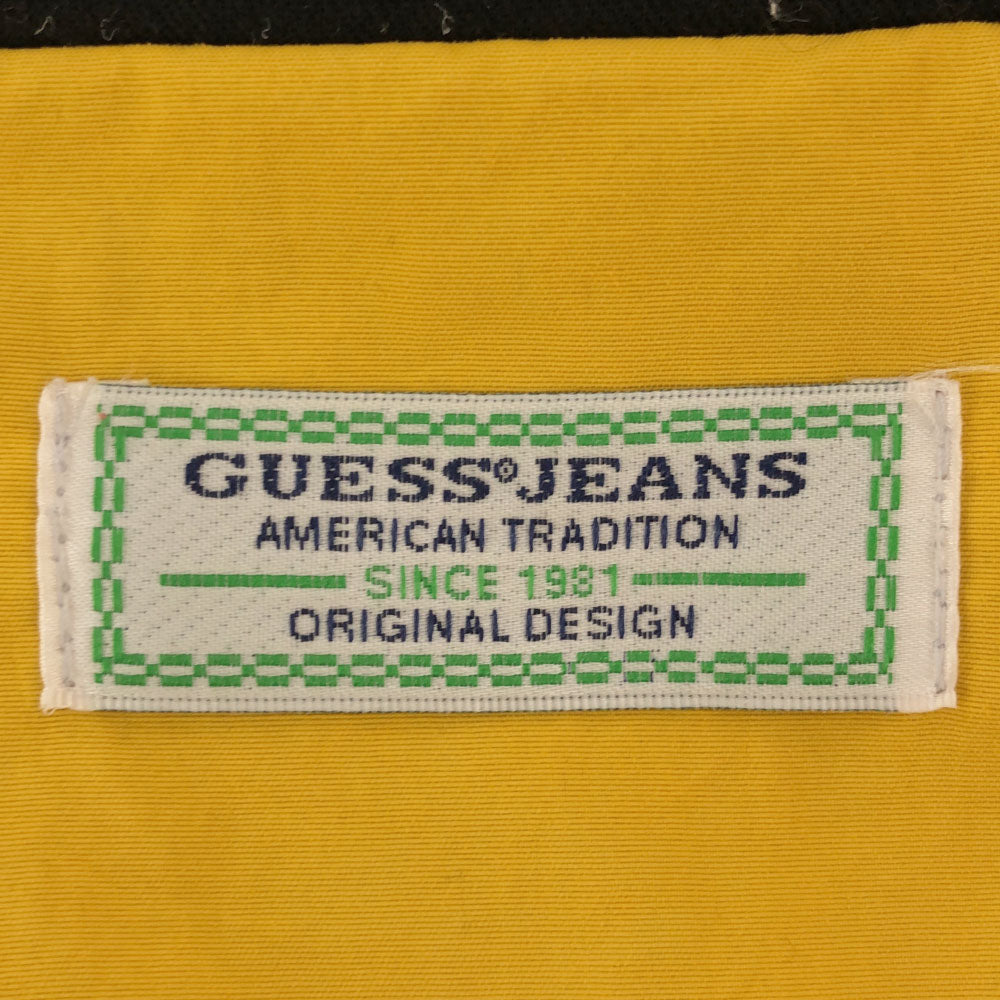 GUESS®JEANS
AMERICAN TRADITION
SINCE 1981
ORIGINAL DESIGN